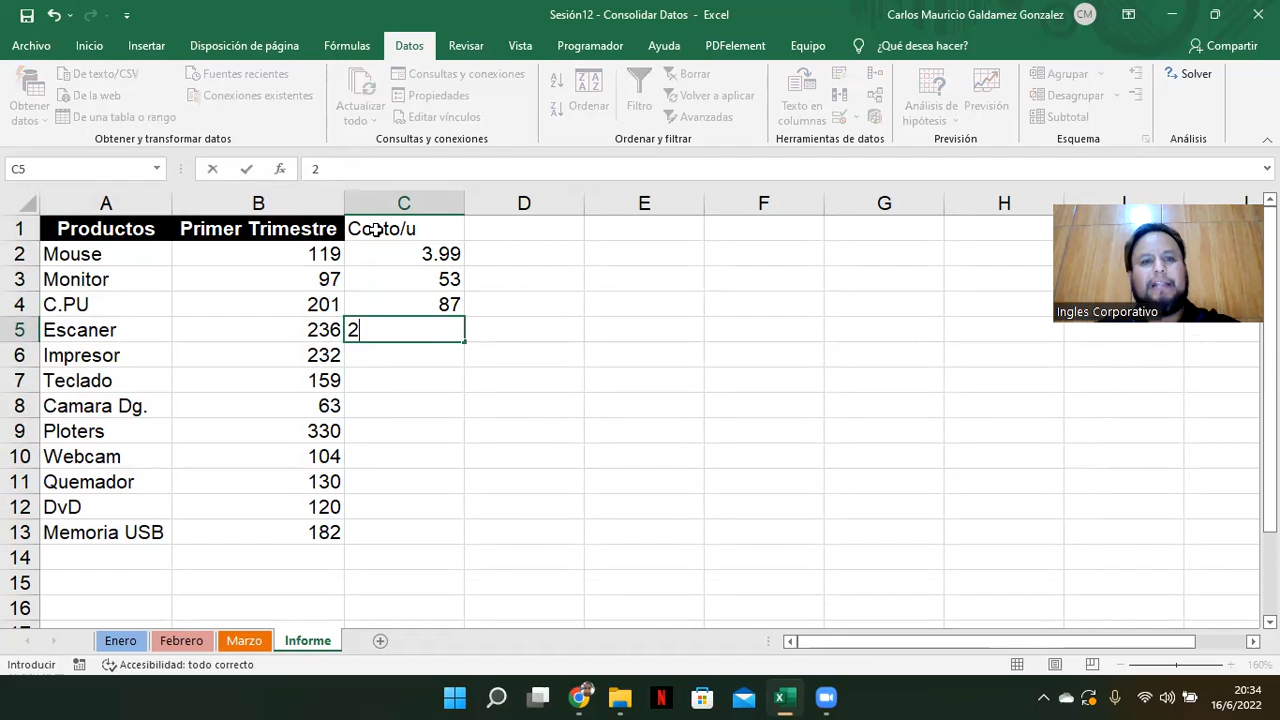 Sesión12 - Consolidar Datos - Excel
Carlos Mauricio Galdamez Gonzalez CM
Archivo Inicio Insertar Disposición de página Fórmulas Datos Revisar Vista Programador Ayuda PDFelement Equipo ¿Qué desea hacer? Compartir
De texto/CSV Fuentes recientes Consultas y conexiones Borrar Agrupar Solver
De la web Conexiones existentes Propiedades Volver a aplicar Desagrupar
De una tabla o rango Editar vínculos Avanzadas Subtotal
Obtener datos Actualizar todo Ordenar Filtro Texto en columnas Análisis de hipótesis Previsión
Obtener y transformar datos Consultas y conexiones Ordenar y filtrar Herramientas de datos Previsión Esquema Análisis
C5 fx 2
A B C D E F G H I
1 Productos Primer Trimestre Costo/u
2 Mouse 119 3.99
3 Monitor 97 53
4 C.PU 201 87
5 Escaner 236 2
6 Impresor 232
7 Teclado 159
8 Camara Dg. 63
9 Ploters 330
10 Webcam 104
11 Quemador 130
12 DvD 120
13 Memoria USB 182
14
15
16
Ingles Corporativo
Enero Febrero Marzo Informe
Introducir Accesibilidad: todo correcto 160%
20:34
16/6/2022